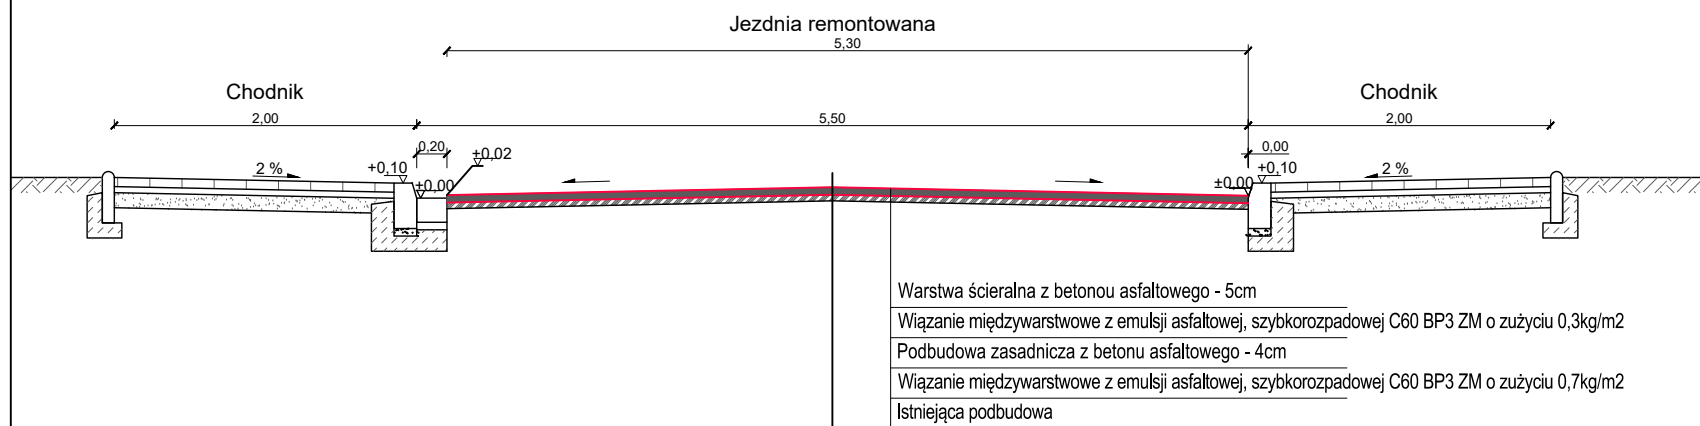 Jezdnia remontowana
5,30
Chodnik
Chodnik
2,00
5,50
2,00
0,20
+0,02
0,00
2 %
+0,10
+0,10
2 %
±0,00
±0,00
Warstwa ścieralna z betonou asfaltowego - 5cm
Wiązanie międzywarstwowe z emulsji asfaltowej, szybkorozpadowej C60 BP3 ZM o zużyciu 0,3kg/m2
Podbudowa zasadnicza z betonu asfaltowego - 4cm
Wiązanie międzywarstwowe z emulsji asfaltowej, szybkorozpadowej C60 BP3 ZM o zużyciu 0,7kg/m2
Istniejąca podbudowa